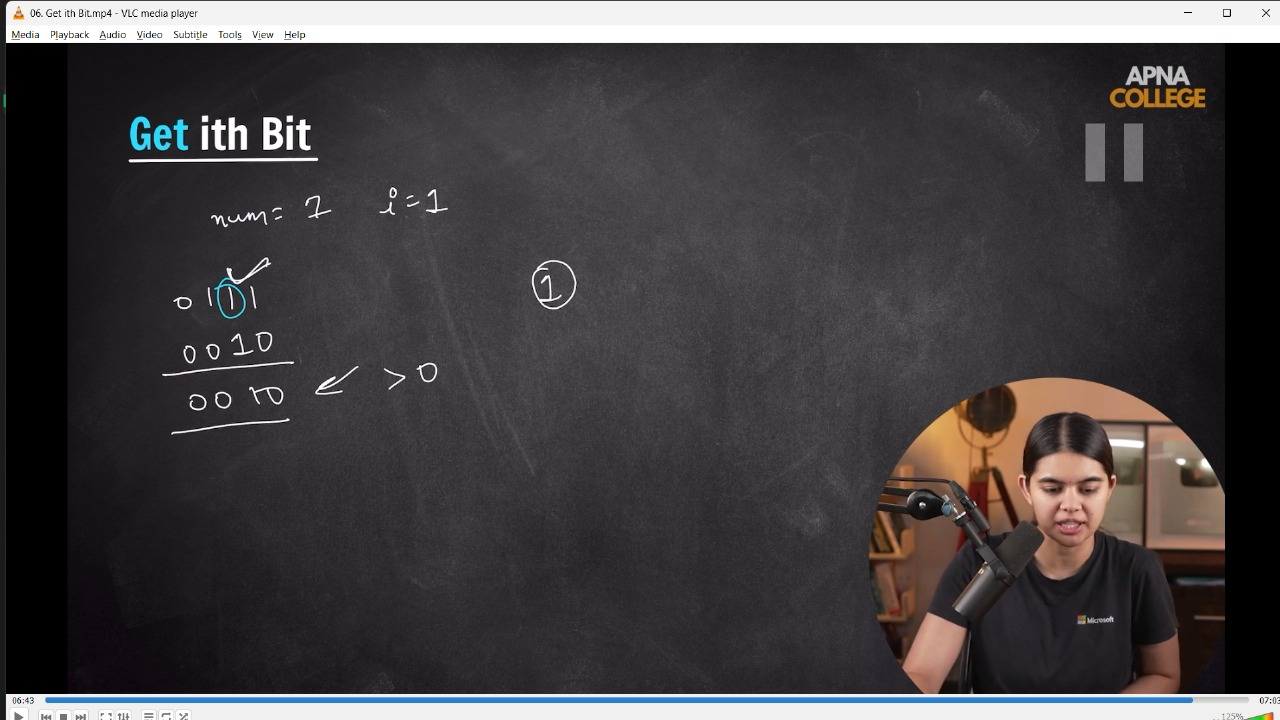 06. Get ith Bit.mp4 - VLC media player
Media Playback Audio Video Subtitle Tools View Help
APNA
COLLEGE
Get ith Bit
num = 7 i = 1
0 1 1 1
1
0 0 1 0
0 0 1 0 > 0
Microsoft
06:43
07:03
125%